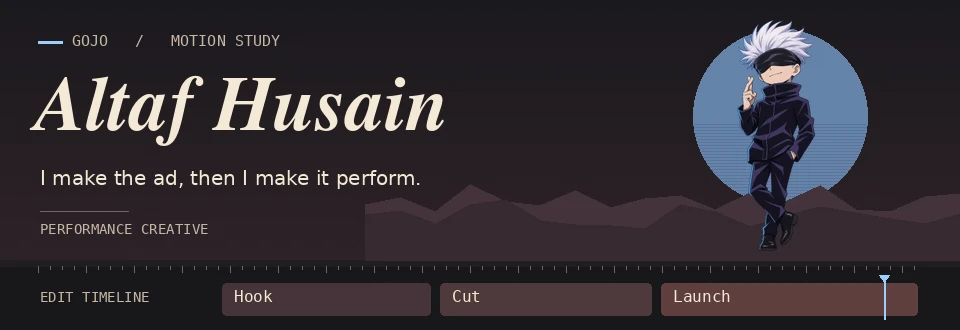 GOJO / MOTION STUDY
Altaf Husain
I make the ad, then I make it perform.
PERFORMANCE CREATIVE
EDIT TIMELINE Hook Cut Launch